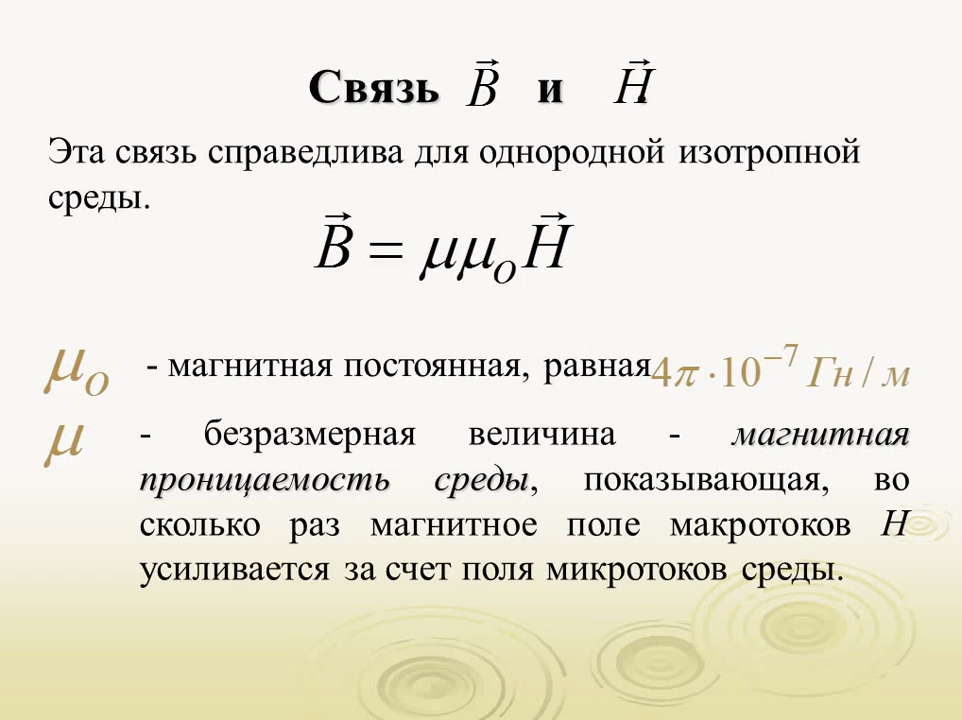 Связь B⃗ и H⃗.
Эта связь справедлива для однородной изотропной
среды.
B⃗ = μμ₀H⃗
μ₀ - магнитная постоянная, равная 4π·10⁻⁷ Гн / м
μ - безразмерная величина - магнитная
проницаемость среды, показывающая, во
сколько раз магнитное поле макротоков H
усиливается за счет поля микротоков среды.